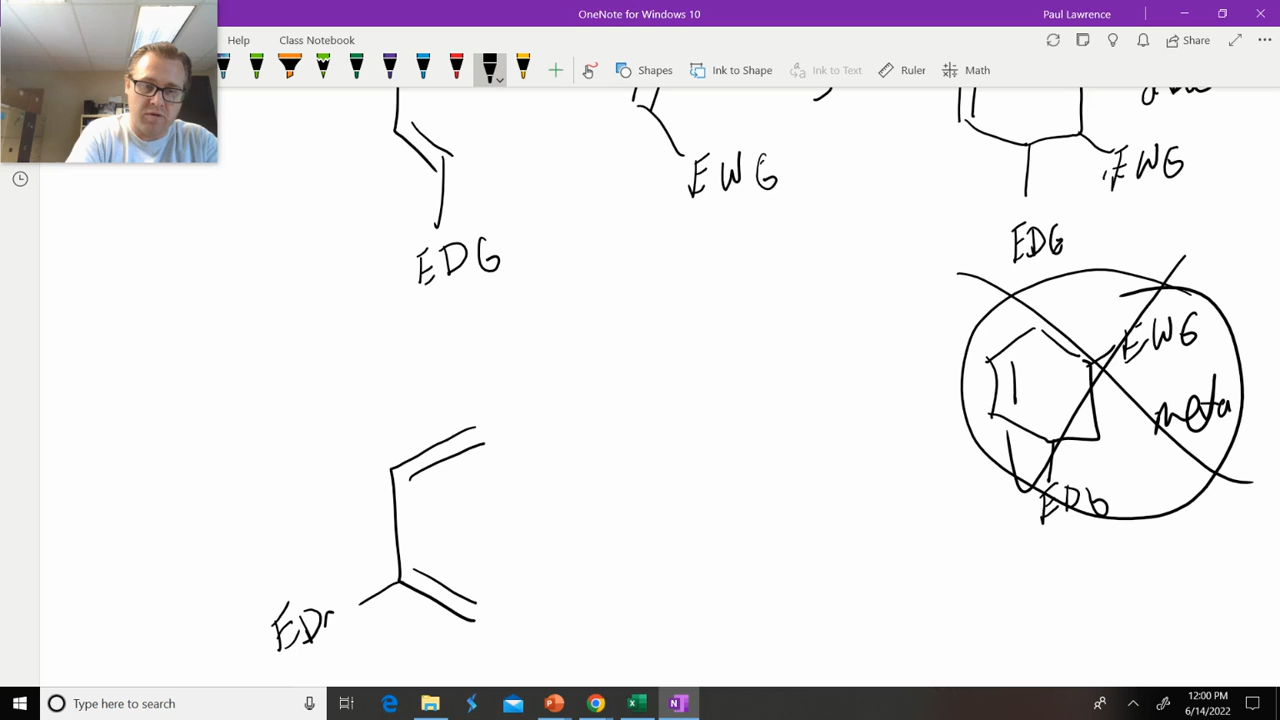 OneNote for Windows 10
Paul Lawrence
Help
Class Notebook
Share
Shapes
Ink to Shape
Ink to Text
Ruler
Math
EWG
EWG
EDG
EDG
EWG
meta
EDG
ED
Type here to search
12:00 PM
6/14/2022